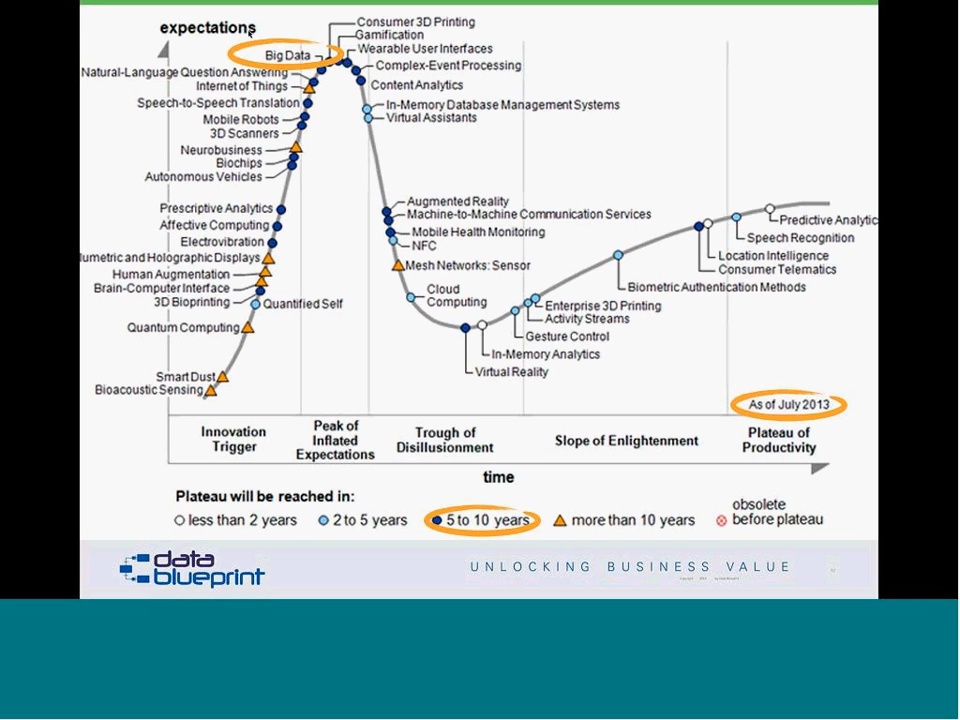 expectations
Consumer 3D Printing
Gamification
Big Data
Wearable User Interfaces
Natural-Language Question Answering
Complex-Event Processing
Internet of Things
Content Analytics
Speech-to-Speech Translation
In-Memory Database Management Systems
Mobile Robots
Virtual Assistants
3D Scanners
Neurobusiness
Biochips
Autonomous Vehicles
Prescriptive Analytics
Augmented Reality
Machine-to-Machine Communication Services
Affective Computing
Mobile Health Monitoring
Electrovibration
NFC
lumetric and Holographic Displays
Mesh Networks: Sensor
Human Augmentation
Brain-Computer Interface
3D Bioprinting
Quantified Self
Cloud
Computing
Quantum Computing
Smart Dust
Bioacoustic Sensing
Predictive Analytic
Speech Recognition
Location Intelligence
Consumer Telematics
Biometric Authentication Methods
Enterprise 3D Printing
Activity Streams
Gesture Control
In-Memory Analytics
Virtual Reality
As of July 2013
Innovation
Trigger
Peak of
Inflated
Expectations
Trough of
Disillusionment
Slope of Enlightenment
Plateau of
Productivity
time
Plateau will be reached in:
less than 2 years
2 to 5 years
5 to 10 years
more than 10 years
obsolete
before plateau
data
blueprint
UNLOCKING BUSINESS VALUE